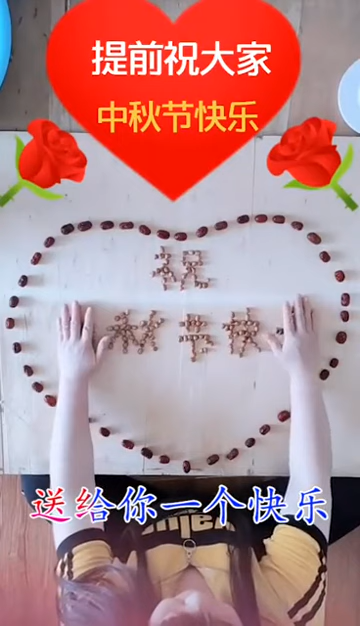 提前祝大家
中秋节快乐
祝
秋节快
送给你一个快乐